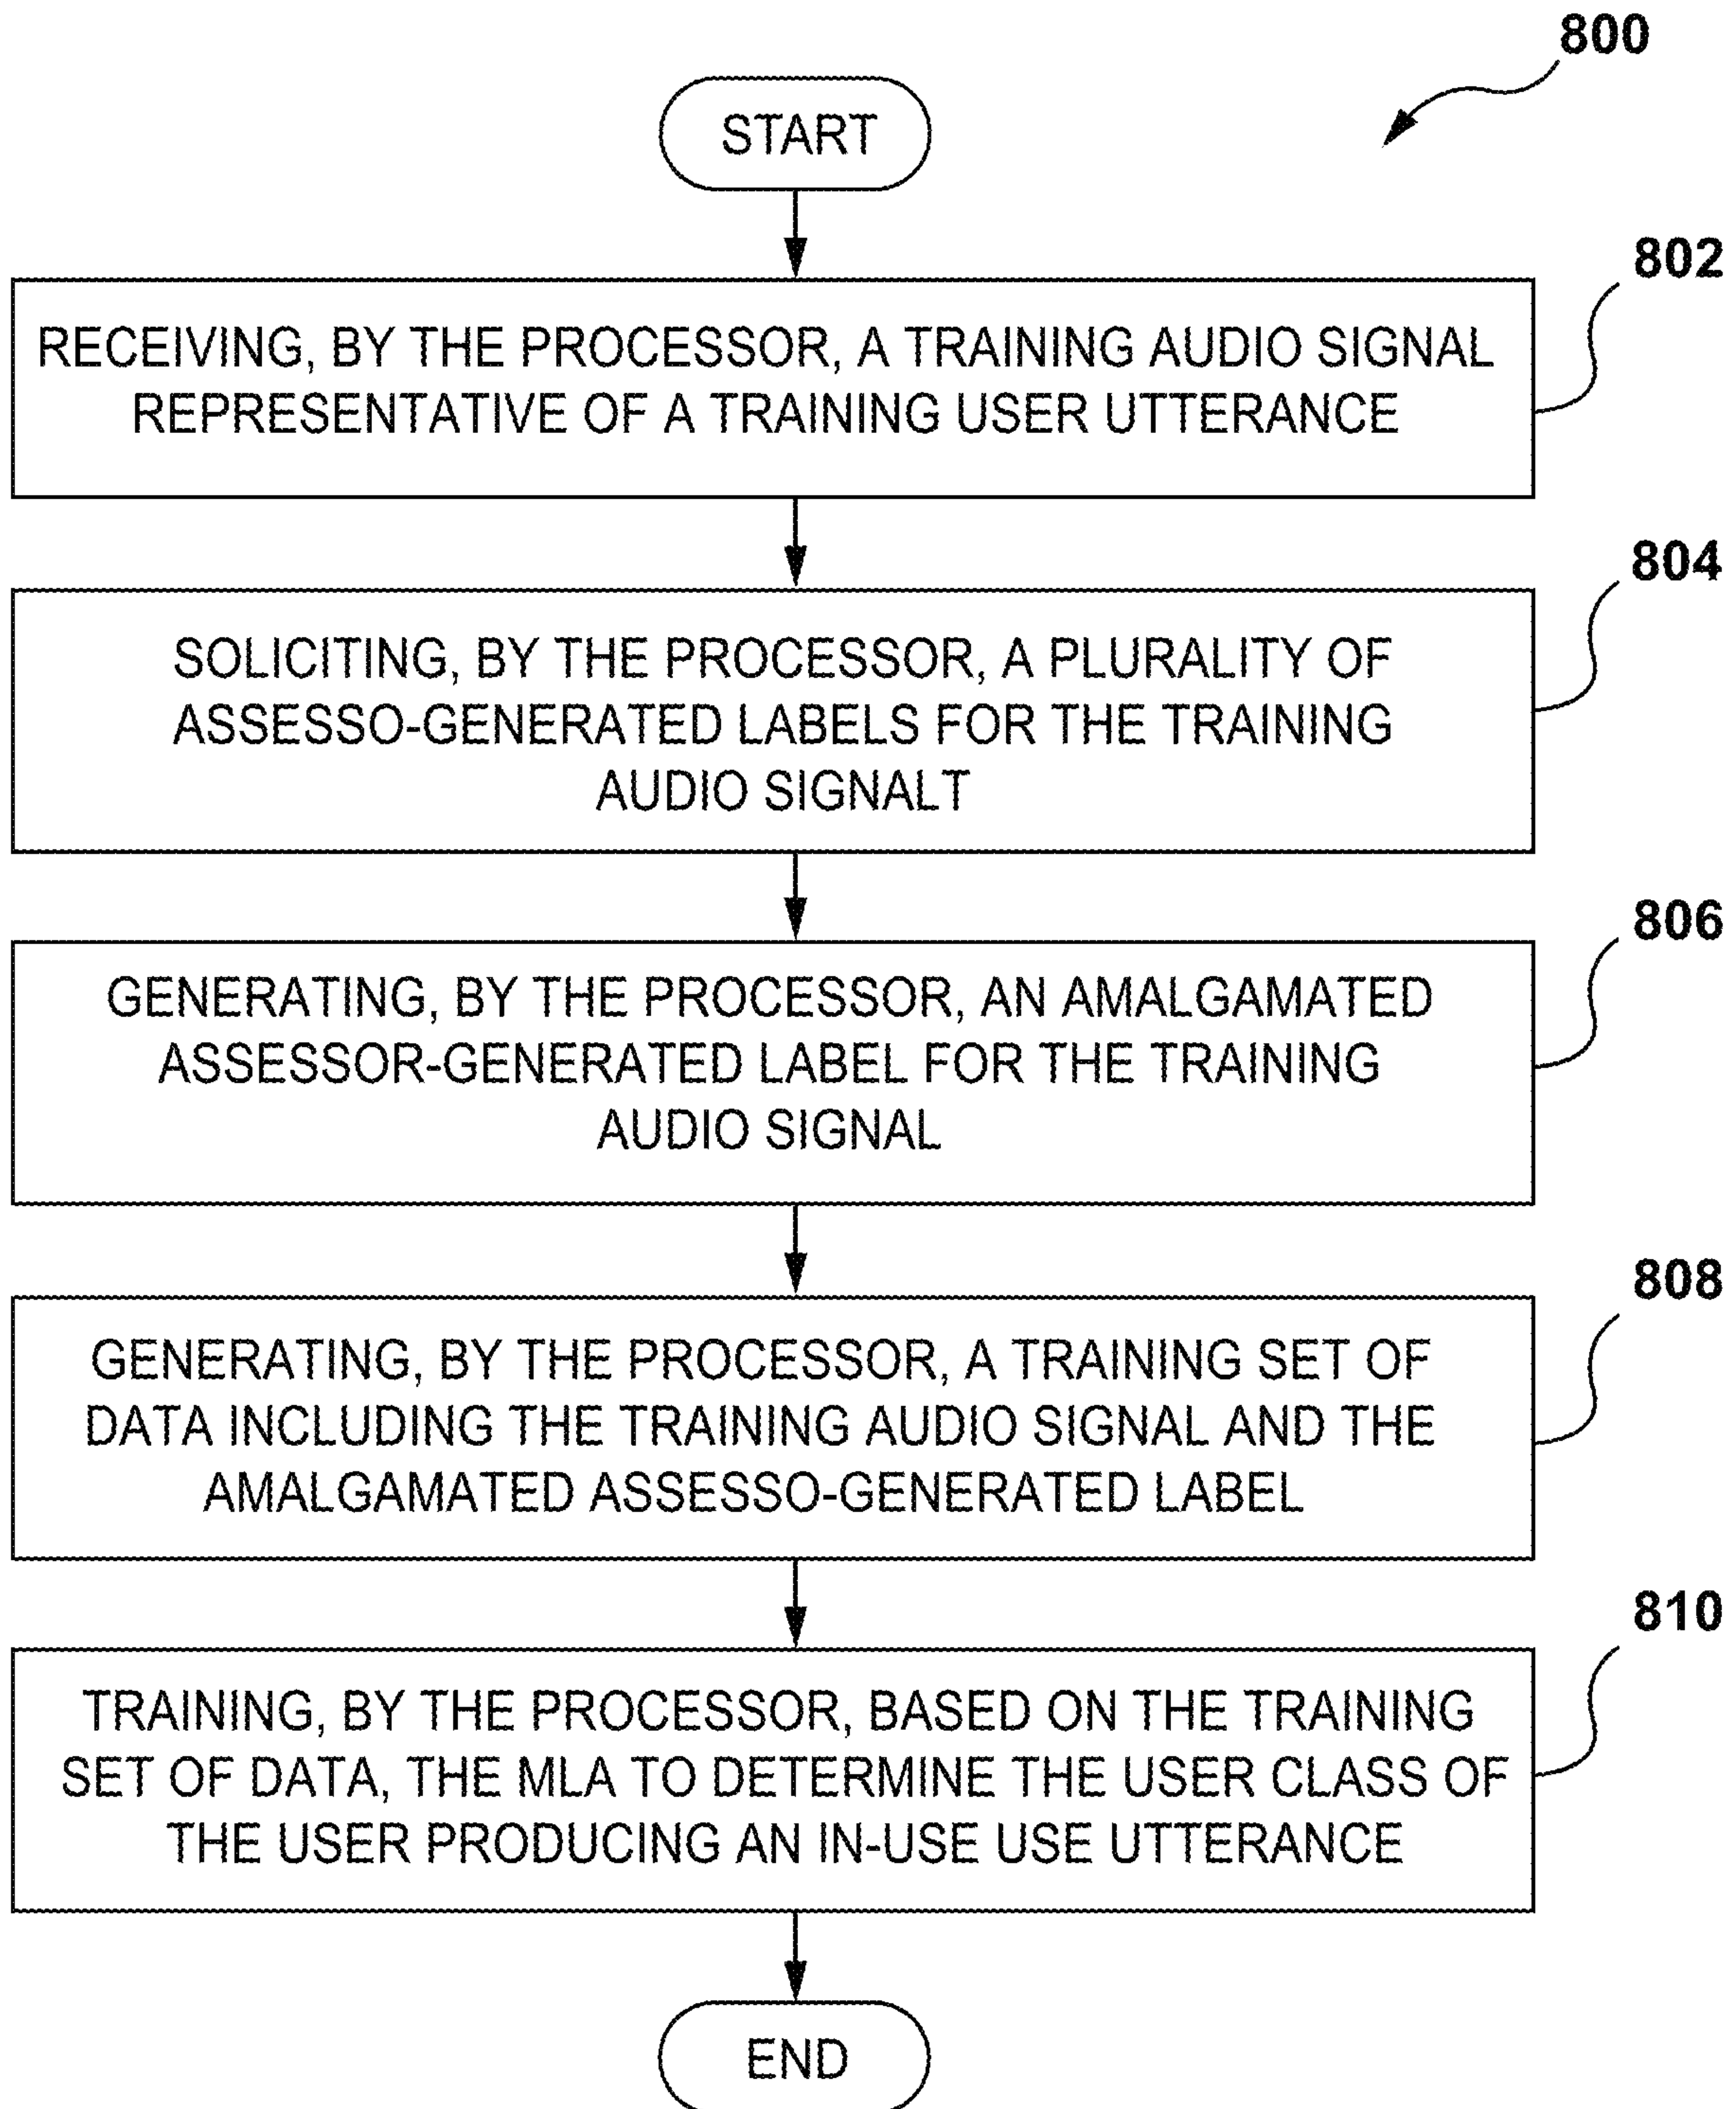 800
START
802
RECEIVING, BY THE PROCESSOR, A TRAINING AUDIO SIGNAL
REPRESENTATIVE OF A TRAINING USER UTTERANCE
804
SOLICITING, BY THE PROCESSOR, A PLURALITY OF
ASSESSO-GENERATED LABELS FOR THE TRAINING
AUDIO SIGNALT
806
GENERATING, BY THE PROCESSOR, AN AMALGAMATED
ASSESSOR-GENERATED LABEL FOR THE TRAINING
AUDIO SIGNAL
808
GENERATING, BY THE PROCESSOR, A TRAINING SET OF
DATA INCLUDING THE TRAINING AUDIO SIGNAL AND THE
AMALGAMATED ASSESSO-GENERATED LABEL
810
TRAINING, BY THE PROCESSOR, BASED ON THE TRAINING
SET OF DATA, THE MLA TO DETERMINE THE USER CLASS OF
THE USER PRODUCING AN IN-USE USE UTTERANCE
END